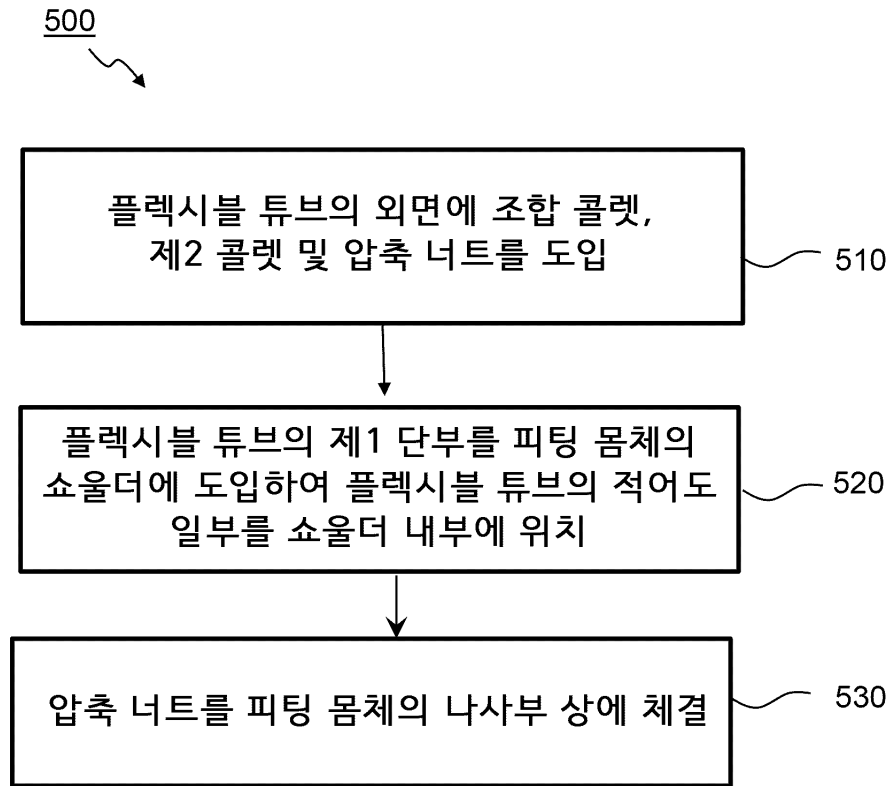 500
플렉시블 튜브의 외면에 조합 콜렛,
제2 콜렛 및 압축 너트를 도입
510
플렉시블 튜브의 제1 단부를 피팅 몸체의
쇼울더에 도입하여 플렉시블 튜브의 적어도
일부를 쇼울더 내부에 위치
520
압축 너트를 피팅 몸체의 나사부 상에 체결
530